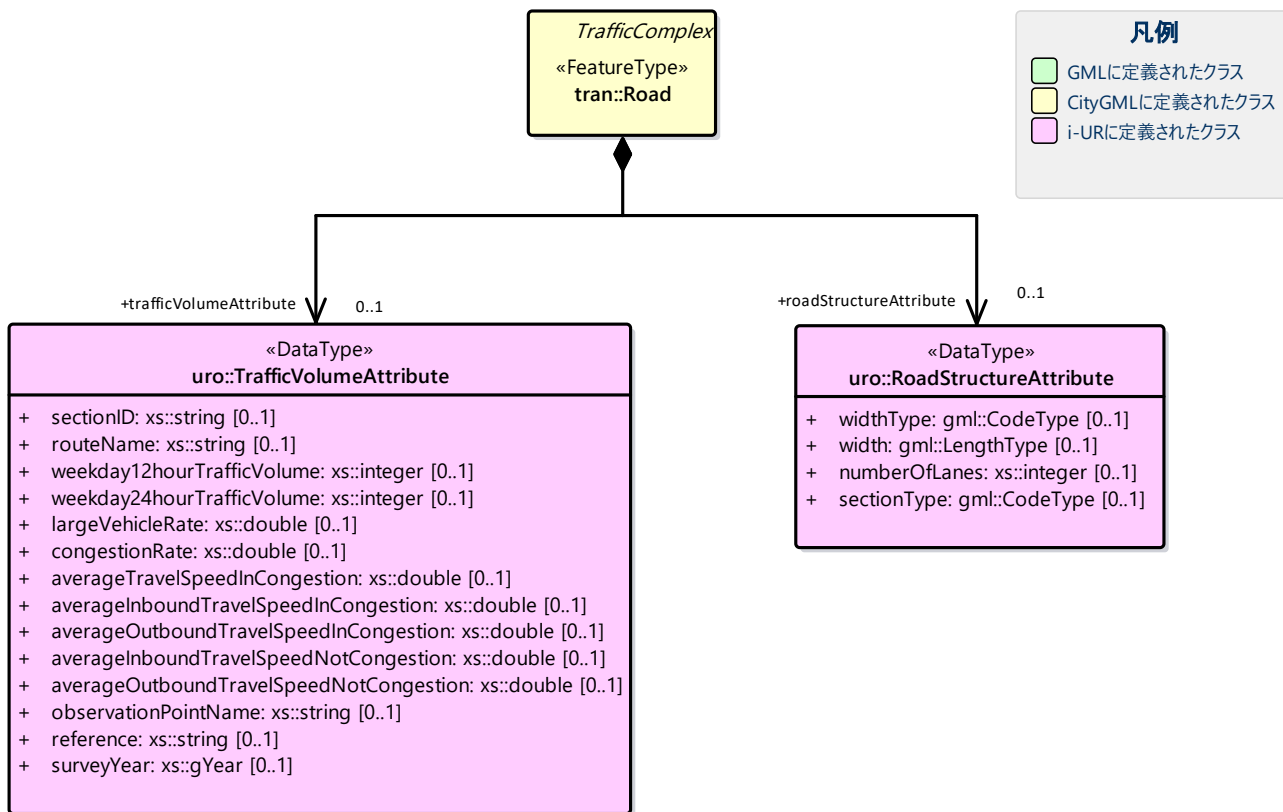 TrafficComplex
«FeatureType»
tran::Road
凡例
GMLに定義されたクラス
CityGMLに定義されたクラス
i-URに定義されたクラス
+trafficVolumeAttribute
0..1
+roadStructureAttribute
0..1
«DataType»
uro::TrafficVolumeAttribute
+ sectionID: xs::string [0..1]
+ routeName: xs::string [0..1]
+ weekday12hourTrafficVolume: xs::integer [0..1]
+ weekday24hourTrafficVolume: xs::integer [0..1]
+ largeVehicleRate: xs::double [0..1]
+ congestionRate: xs::double [0..1]
+ averageTravelSpeedInCongestion: xs::double [0..1]
+ averageInboundTravelSpeedInCongestion: xs::double [0..1]
+ averageOutboundTravelSpeedInCongestion: xs::double [0..1]
+ averageInboundTravelSpeedNotCongestion: xs::double [0..1]
+ averageOutboundTravelSpeedNotCongestion: xs::double [0..1]
+ observationPointName: xs::string [0..1]
+ reference: xs::string [0..1]
+ surveyYear: xs::gYear [0..1]
«DataType»
uro::RoadStructureAttribute
+ widthType: gml::CodeType [0..1]
+ width: gml::LengthType [0..1]
+ numberOfLanes: xs::integer [0..1]
+ sectionType: gml::CodeType [0..1]